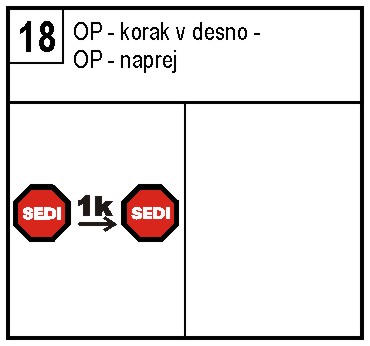 18
OP - korak v desno -
OP - naprej
SEDI 1k SEDI